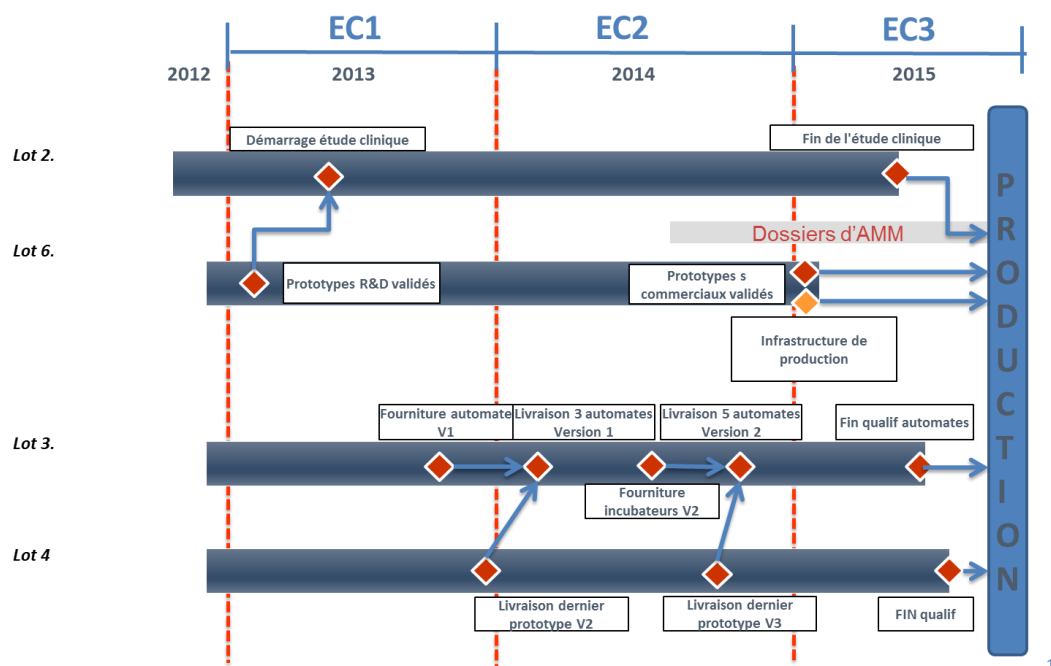 EC1
EC2
EC3
2012
2013
2014
2015
Démarrage étude clinique
Fin de l'étude clinique
Lot 2.
Dossiers d'AMM
Lot 6.
Prototypes R&D validés
Prototypes s
commerciaux validés
Infrastructure de
production
Fourniture automate
V1
Livraison 3 automates
Version 1
Livraison 5 automates
Version 2
Fin qualif automates
Lot 3.
Fourniture
incubateurs V2
Lot 4
Livraison dernier
prototype V2
Livraison dernier
prototype V3
FIN qualif
PRODUCTION
1